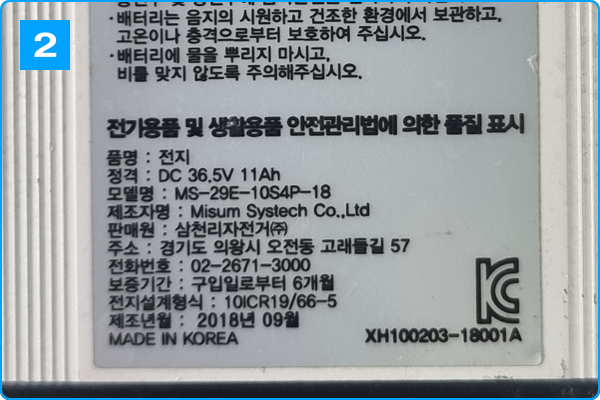 2
·배터리는 음지의 시원하고 건조한 환경에서 보관하고,
고온이나 충격으로부터 보호하여 주십시오.
·배터리에 물을 뿌리지 마시고,
비를 맞지 않도록 주의해주십시오.
전기용품 및 생활용품 안전관리법에 의한 품질 표시
품명 : 전지
정격 : DC 36.5V 11Ah
모델명 : MS-29E-10S4P-18
제조자명 : Misum Systech Co.,Ltd
판매원 : 삼천리자전거㈜
주소 : 경기도 의왕시 오전동 고래들길 57
전화번호 : 02-2671-3000
보증기간 : 구입일로부터 6개월
전지설계형식 : 10ICR19/66-5
제조년월 : 2018년 09월
MADE IN KOREA
KC
XH100203-18001A